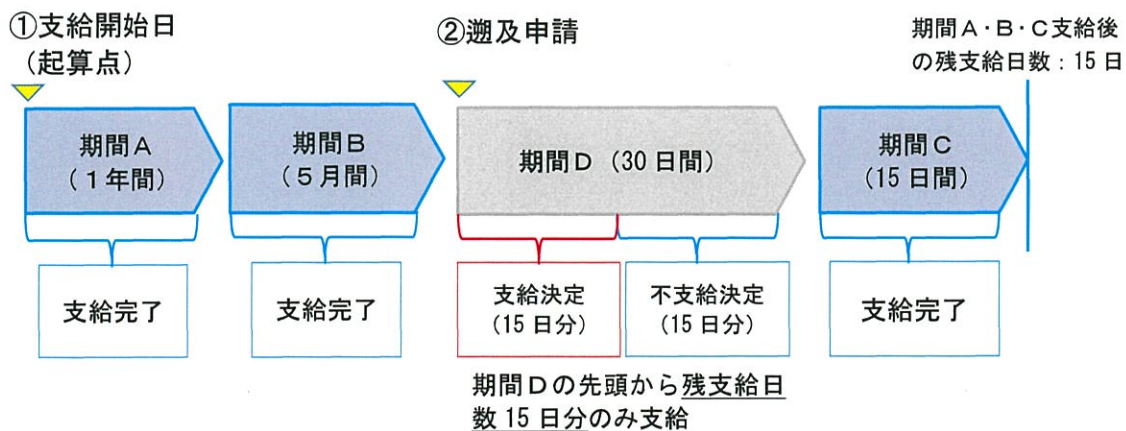 ①支給開始日
(起算点)
②遡及申請
期間A・B・C支給後
の残支給日数：15日
期間A
(1年間)
期間B
(5月間)
期間D(30日間)
期間C
(15日間)
支給完了
支給完了
支給決定
(15日分)
不支給決定
(15日分)
支給完了
期間Dの先頭から残支給日
数15日分のみ支給